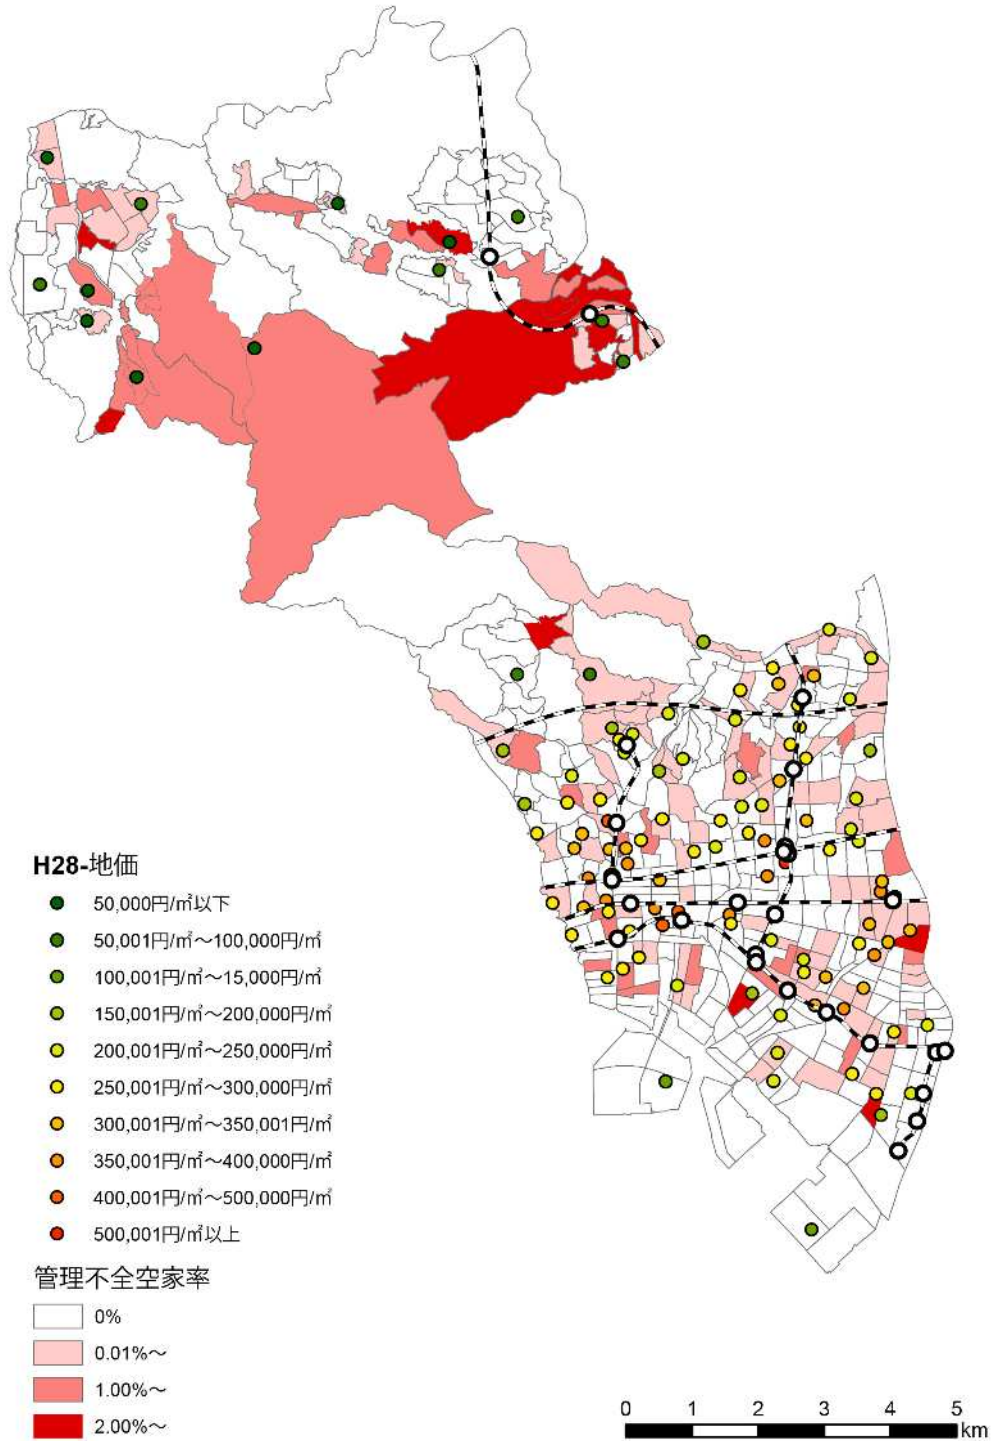 H28-地価
50,000円/㎡以下
50,001円/㎡～100,000円/㎡
100,001円/㎡～15,000円/㎡
150,001円/㎡～200,000円/㎡
200,001円/㎡～250,000円/㎡
250,001円/㎡～300,000円/㎡
300,001円/㎡～350,001円/㎡
350,001円/㎡～400,000円/㎡
400,001円/㎡～500,000円/㎡
500,001円/㎡以上
管理不全空家率
0%
0.01%～
1.00%～
2.00%～
0 1 2 3 4 5
km